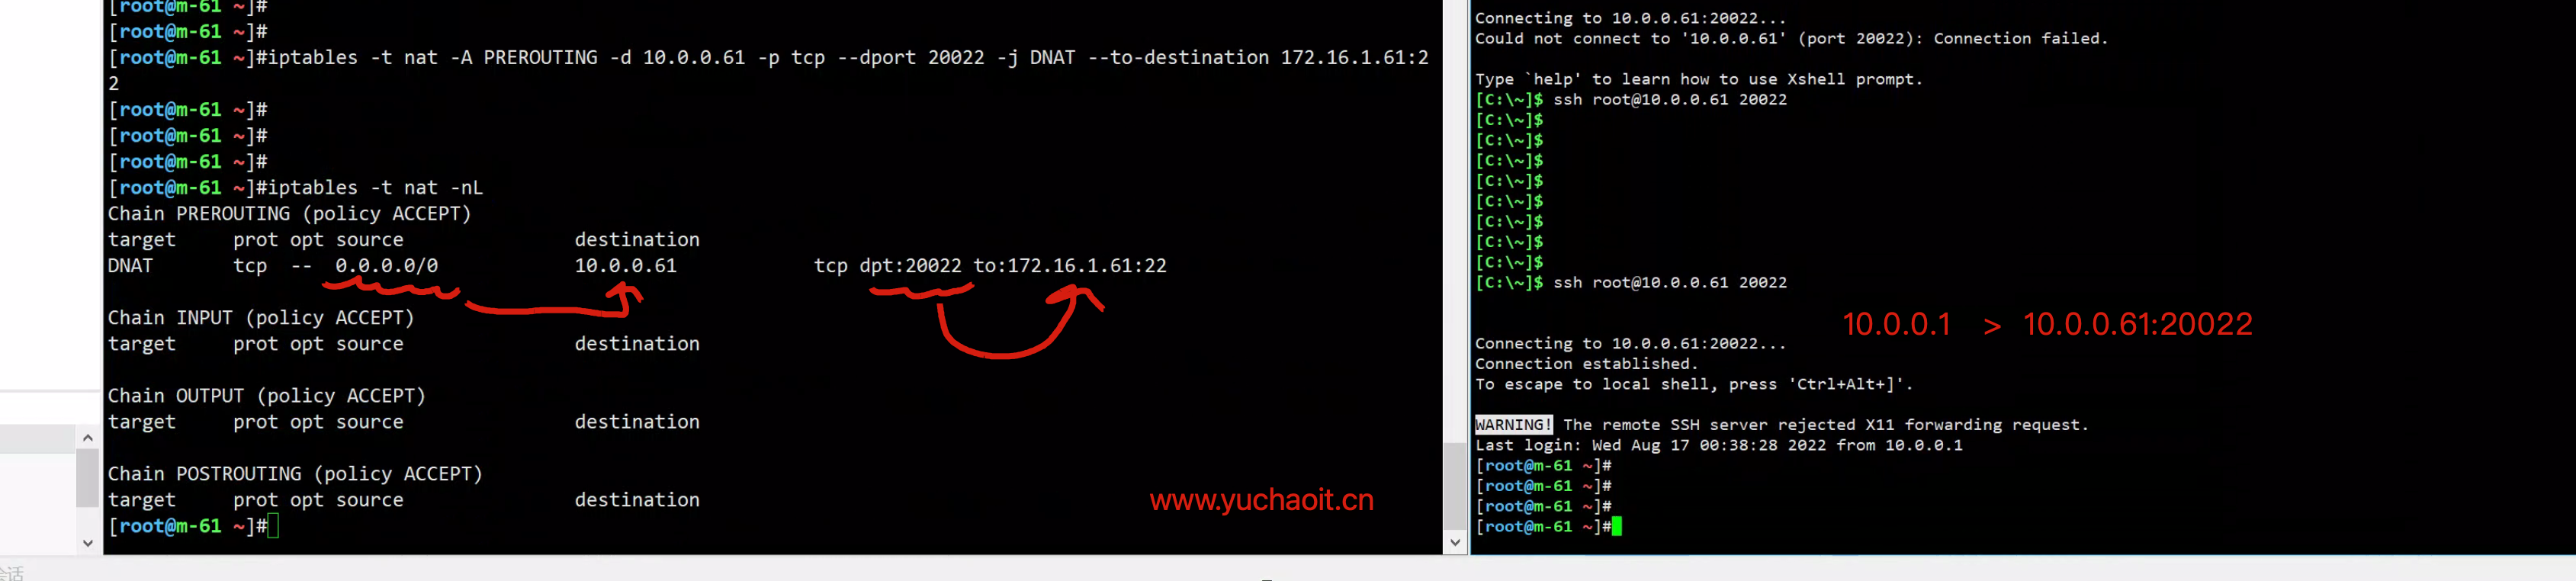 [root@m-61 ~]#
[root@m-61 ~]#
[root@m-61 ~]#iptables -t nat -A PREROUTING -d 10.0.0.61 -p tcp --dport 20022 -j DNAT --to-destination 172.16.1.61:2
2
[root@m-61 ~]#
[root@m-61 ~]#
[root@m-61 ~]#
[root@m-61 ~]#iptables -t nat -nL
Chain PREROUTING (policy ACCEPT)
target     prot opt source               destination
DNAT       tcp  --  0.0.0.0/0            10.0.0.61            tcp dpt:20022 to:172.16.1.61:22
Chain INPUT (policy ACCEPT)
target     prot opt source               destination
Chain OUTPUT (policy ACCEPT)
target     prot opt source               destination
Chain POSTROUTING (policy ACCEPT)
target     prot opt source               destination
[root@m-61 ~]#
www.yuchaoit.cn
Connecting to 10.0.0.61:20022...
Could not connect to '10.0.0.61' (port 20022): Connection failed.
Type `help' to learn how to use Xshell prompt.
[C:\~]$ ssh root@10.0.0.61 20022
[C:\~]$
[C:\~]$
[C:\~]$
[C:\~]$
[C:\~]$
[C:\~]$
[C:\~]$
[C:\~]$
[C:\~]$ ssh root@10.0.0.61 20022
10.0.0.1 > 10.0.0.61:20022
Connecting to 10.0.0.61:20022...
Connection established.
To escape to local shell, press 'Ctrl+Alt+]'.
WARNING! The remote SSH server rejected X11 forwarding request.
Last login: Wed Aug 17 00:38:28 2022 from 10.0.0.1
[root@m-61 ~]#
[root@m-61 ~]#
[root@m-61 ~]#
[root@m-61 ~]#